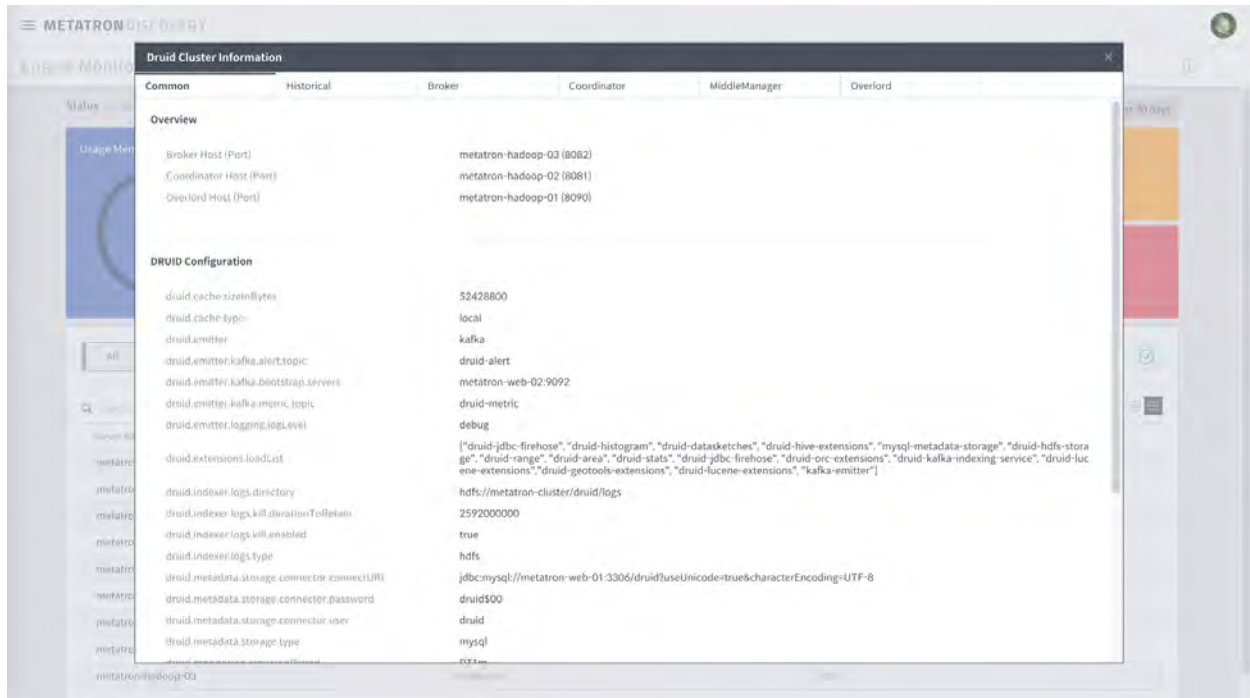 METATRON DISCOVERY
Druid Cluster Information
Common Historical Broker Coordinator MiddleManager Overlord
Status
Overview
Broker Host (Port) metatron-hadoop-03 (8082)
Coordinator Host (Port) metatron-hadoop-02 (8081)
Overlord Host (Port) metatron-hadoop-01 (8090)
DRUID Configuration
druid.cache.sizeInBytes 52428800
druid.cache.type local
druid.emitter kafka
All
druid.emitter.kafka.alert.topic druid-alert
druid.emitter.kafka.bootstrap.servers metatron-web-02:9092
druid.emitter.kafka.metric.topic druid-metric
druid.emitter.logging.logLevel debug
druid.extensions.loadList ["druid-jdbc-firehose", "druid-histogram", "druid-datasketches", "druid-hive-extensions", "mysql-metadata-storage", "druid-hdfs-stora
ge", "druid-range", "druid-area", "druid-stats", "druid-jdbc-firehose", "druid-orc-extensions", "druid-kafka-indexing-service", "druid-luc
ene-extensions","druid-geotools-extensions", "druid-lucene-extensions", "kafka-emitter"]
druid.indexer.logs.directory hdfs://metatron-cluster/druid/logs
druid.indexer.logs.kill.durationToRetain 2592000000
druid.indexer.logs.kill.enabled true
druid.indexer.logs.type hdfs
druid.metadata.storage.connector.connectURI jdbc:mysql://metatron-web-01:3306/druid?useUnicode=true&characterEncoding=UTF-8
druid.metadata.storage.connector.password druid$00
druid.metadata.storage.connector.user druid
druid.metadata.storage.type mysql
metatron-hadoop-03